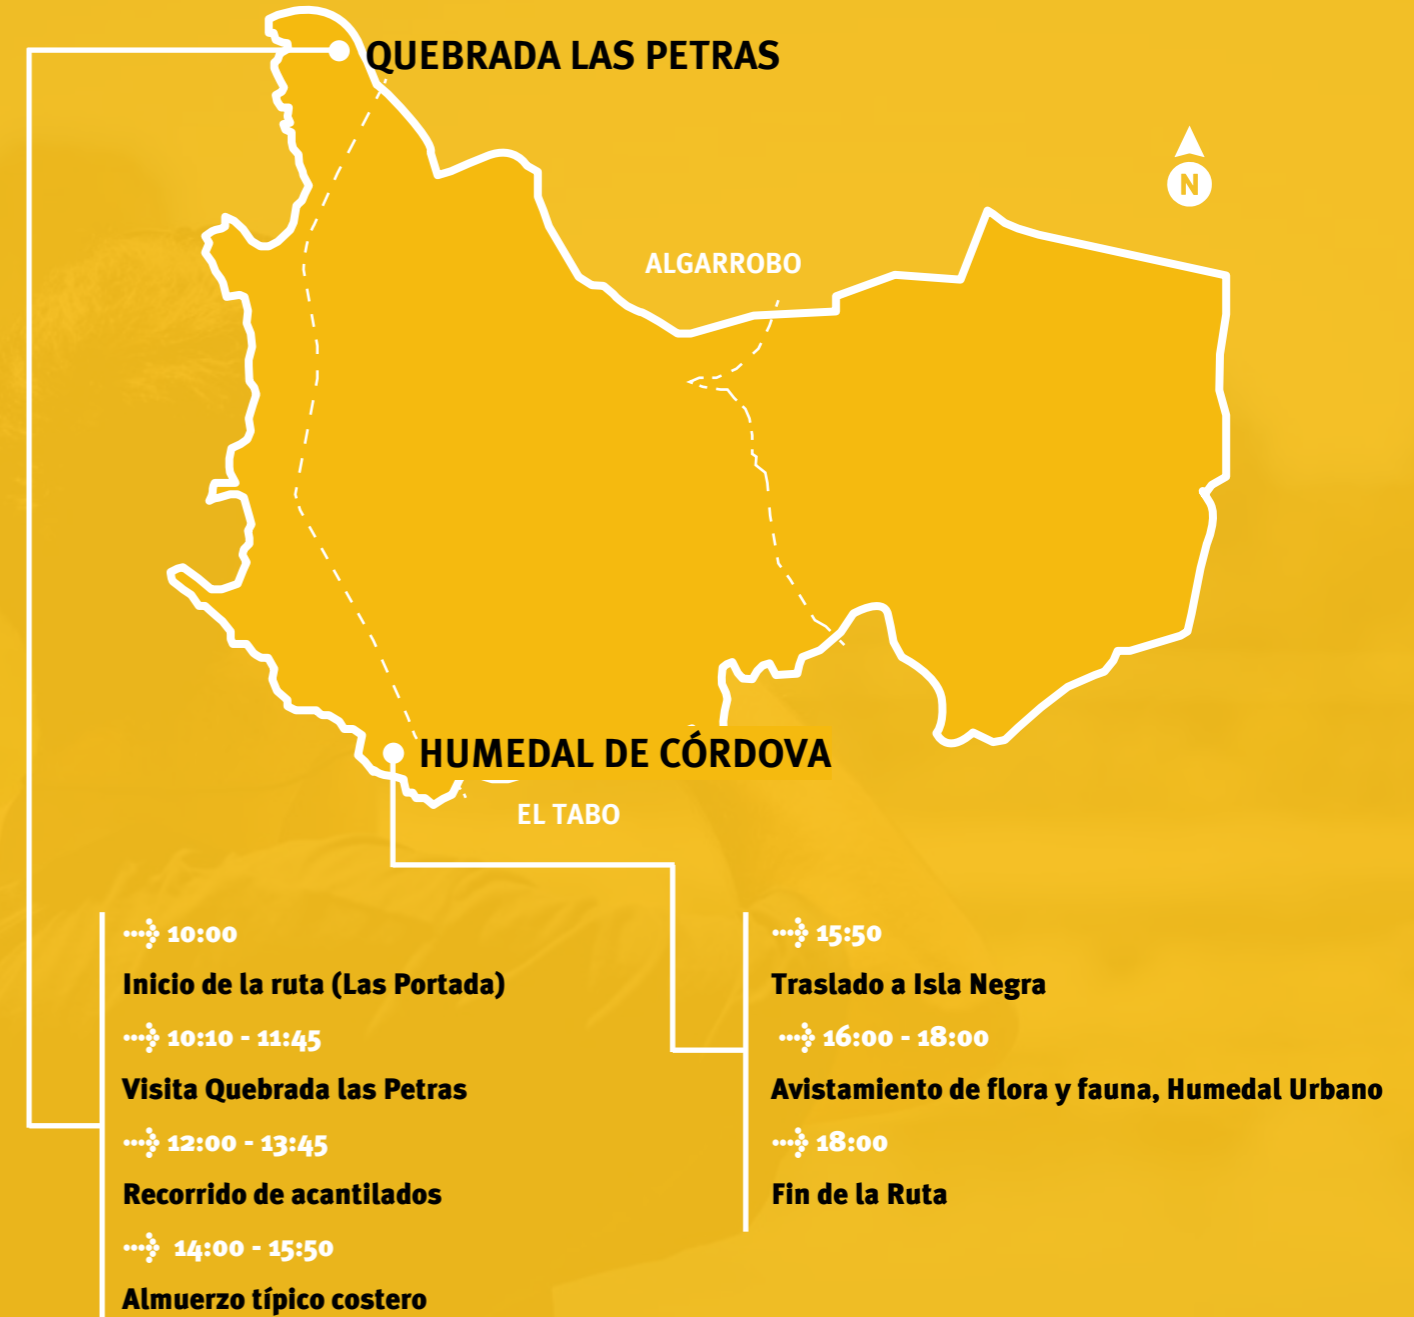 QUEBRADA LAS PETRAS
N
ALGARROBO
HUMEDAL DE CÓRDOVA
EL TABO
10:00
Inicio de la ruta (Las Portada)
10:10 - 11:45
Visita Quebrada las Petras
12:00 - 13:45
Recorrido de acantilados
14:00 - 15:50
Almuerzo típico costero
15:50
Traslado a Isla Negra
16:00 - 18:00
Avistamiento de flora y fauna, Humedal Urbano
18:00
Fin de la Ruta